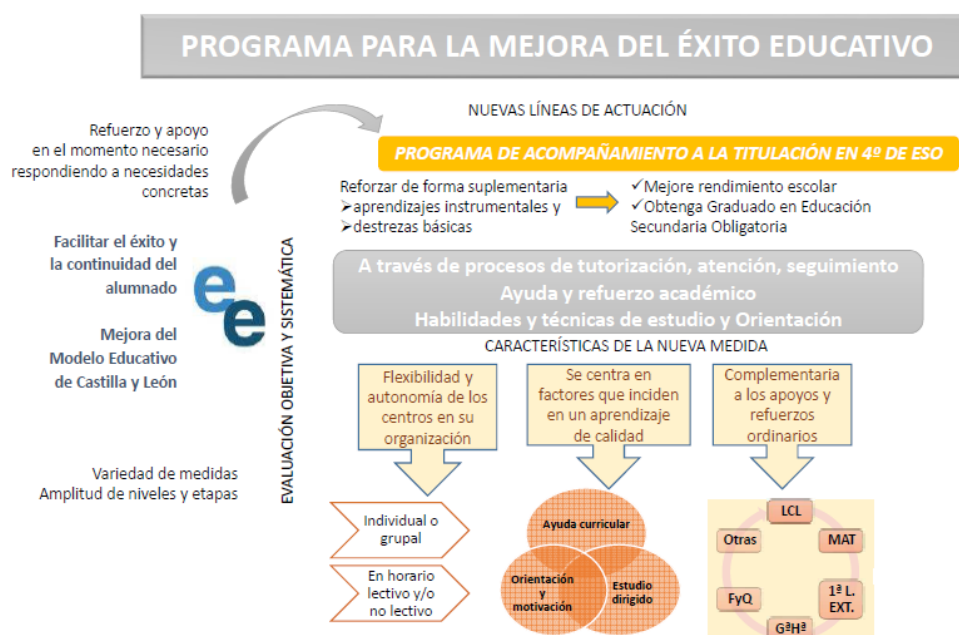 PROGRAMA PARA LA MEJORA DEL ÉXITO EDUCATIVO
NUEVAS LÍNEAS DE ACTUACIÓN
Refuerzo y apoyo
en el momento necesario
respondiendo a necesidades
concretas
PROGRAMA DE ACOMPAÑAMIENTO A LA TITULACIÓN EN 4º DE ESO
Reforzar de forma suplementaria
➢aprendizajes instrumentales y
➢destrezas básicas
✓Mejore rendimiento escolar
✓Obtenga Graduado en Educación
Secundaria Obligatoria
Facilitar el éxito y
la continuidad del
alumnado
Mejora del
Modelo Educativo
de Castilla y León
ee
EVALUACIÓN OBJETIVA Y SISTEMÁTICA
A través de procesos de tutorización, atención, seguimiento
Ayuda y refuerzo académico
Habilidades y técnicas de estudio y Orientación
CARACTERÍSTICAS DE LA NUEVA MEDIDA
Flexibilidad y
autonomía de los
centros en su
organización
Se centra en
factores que inciden
en un aprendizaje
de calidad
Complementaria
a los apoyos y
refuerzos
ordinarios
Variedad de medidas
Amplitud de niveles y etapas
Individual o
grupal
En horario
lectivo y/o
no lectivo
Ayuda curricular
Orientación
y
motivación
Estudio
dirigido
LCL
MAT
1ª L.
EXT.
GªHª
FyQ
Otras